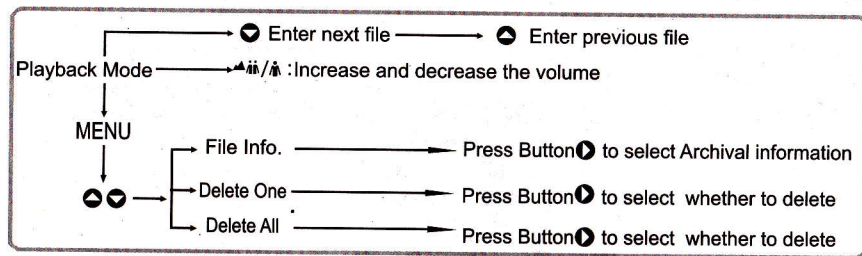 Enter next file Enter previous file
Playback Mode / :Increase and decrease the volume
MENU
File Info. Press Button to select Archival information
Delete One Press Button to select whether to delete
Delete All Press Button to select whether to delete